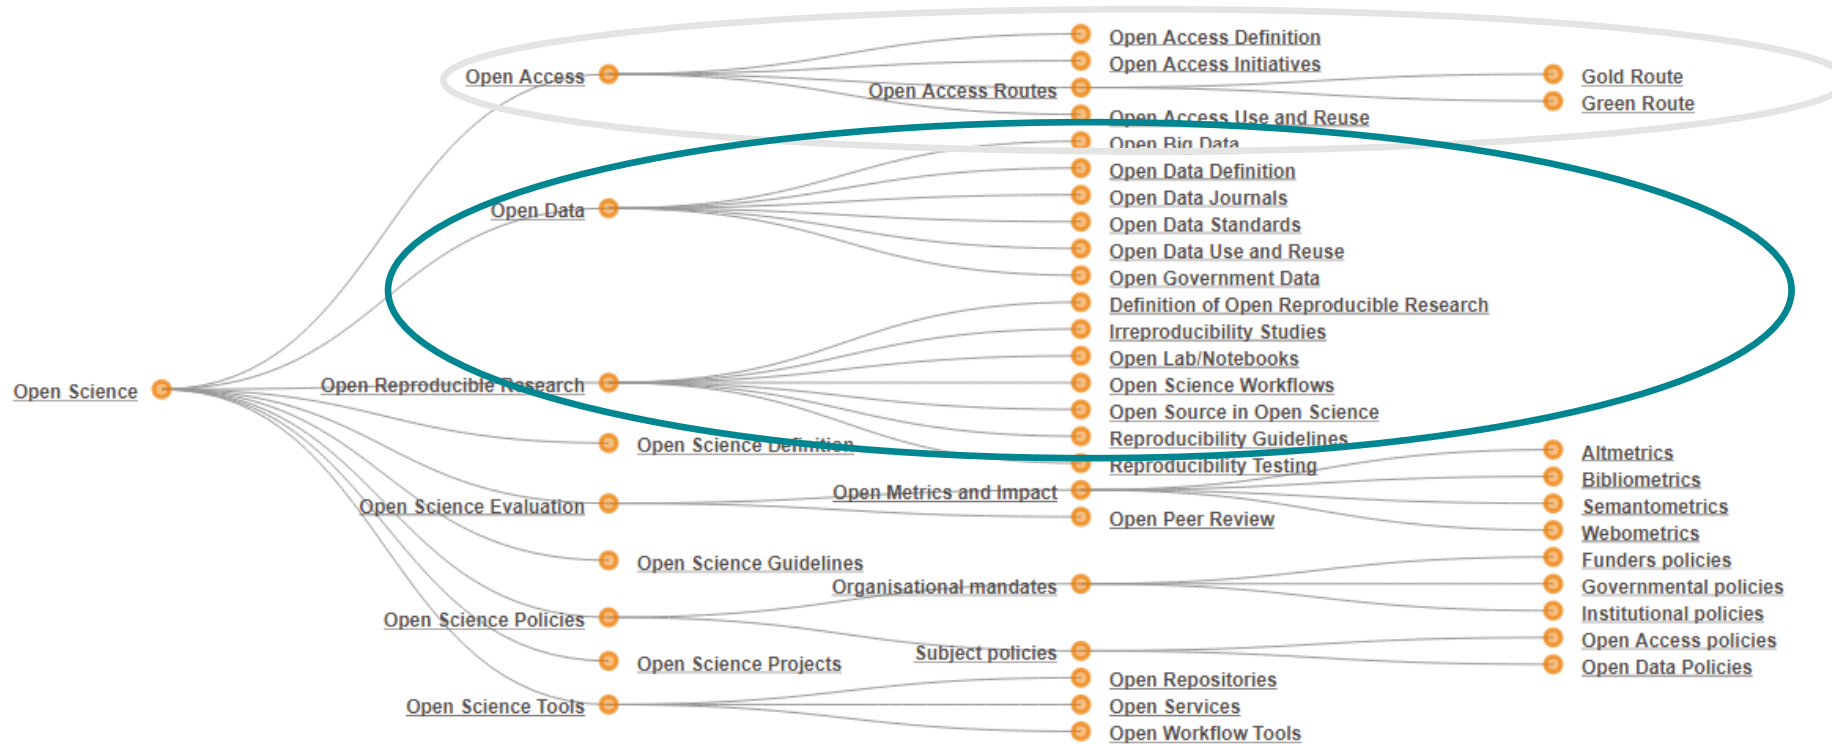 Open Science
Open Access
Open Access Definition
Open Access Initiatives
Open Access Routes
Gold Route
Green Route
Open Access Use and Reuse
Open Data
Open Big Data
Open Data Definition
Open Data Journals
Open Data Standards
Open Data Use and Reuse
Open Government Data
Open Reproducible Research
Definition of Open Reproducible Research
Irreproducibility Studies
Open Lab/Notebooks
Open Science Workflows
Open Source in Open Science
Reproducibility Guidelines
Reproducibility Testing
Open Science Definition
Open Science Evaluation
Open Metrics and Impact
Altmetrics
Bibliometrics
Semantometrics
Webometrics
Open Peer Review
Open Science Guidelines
Open Science Policies
Organisational mandates
Funders policies
Governmental policies
Institutional policies
Subject policies
Open Access policies
Open Data Policies
Open Science Projects
Open Science Tools
Open Repositories
Open Services
Open Workflow Tools